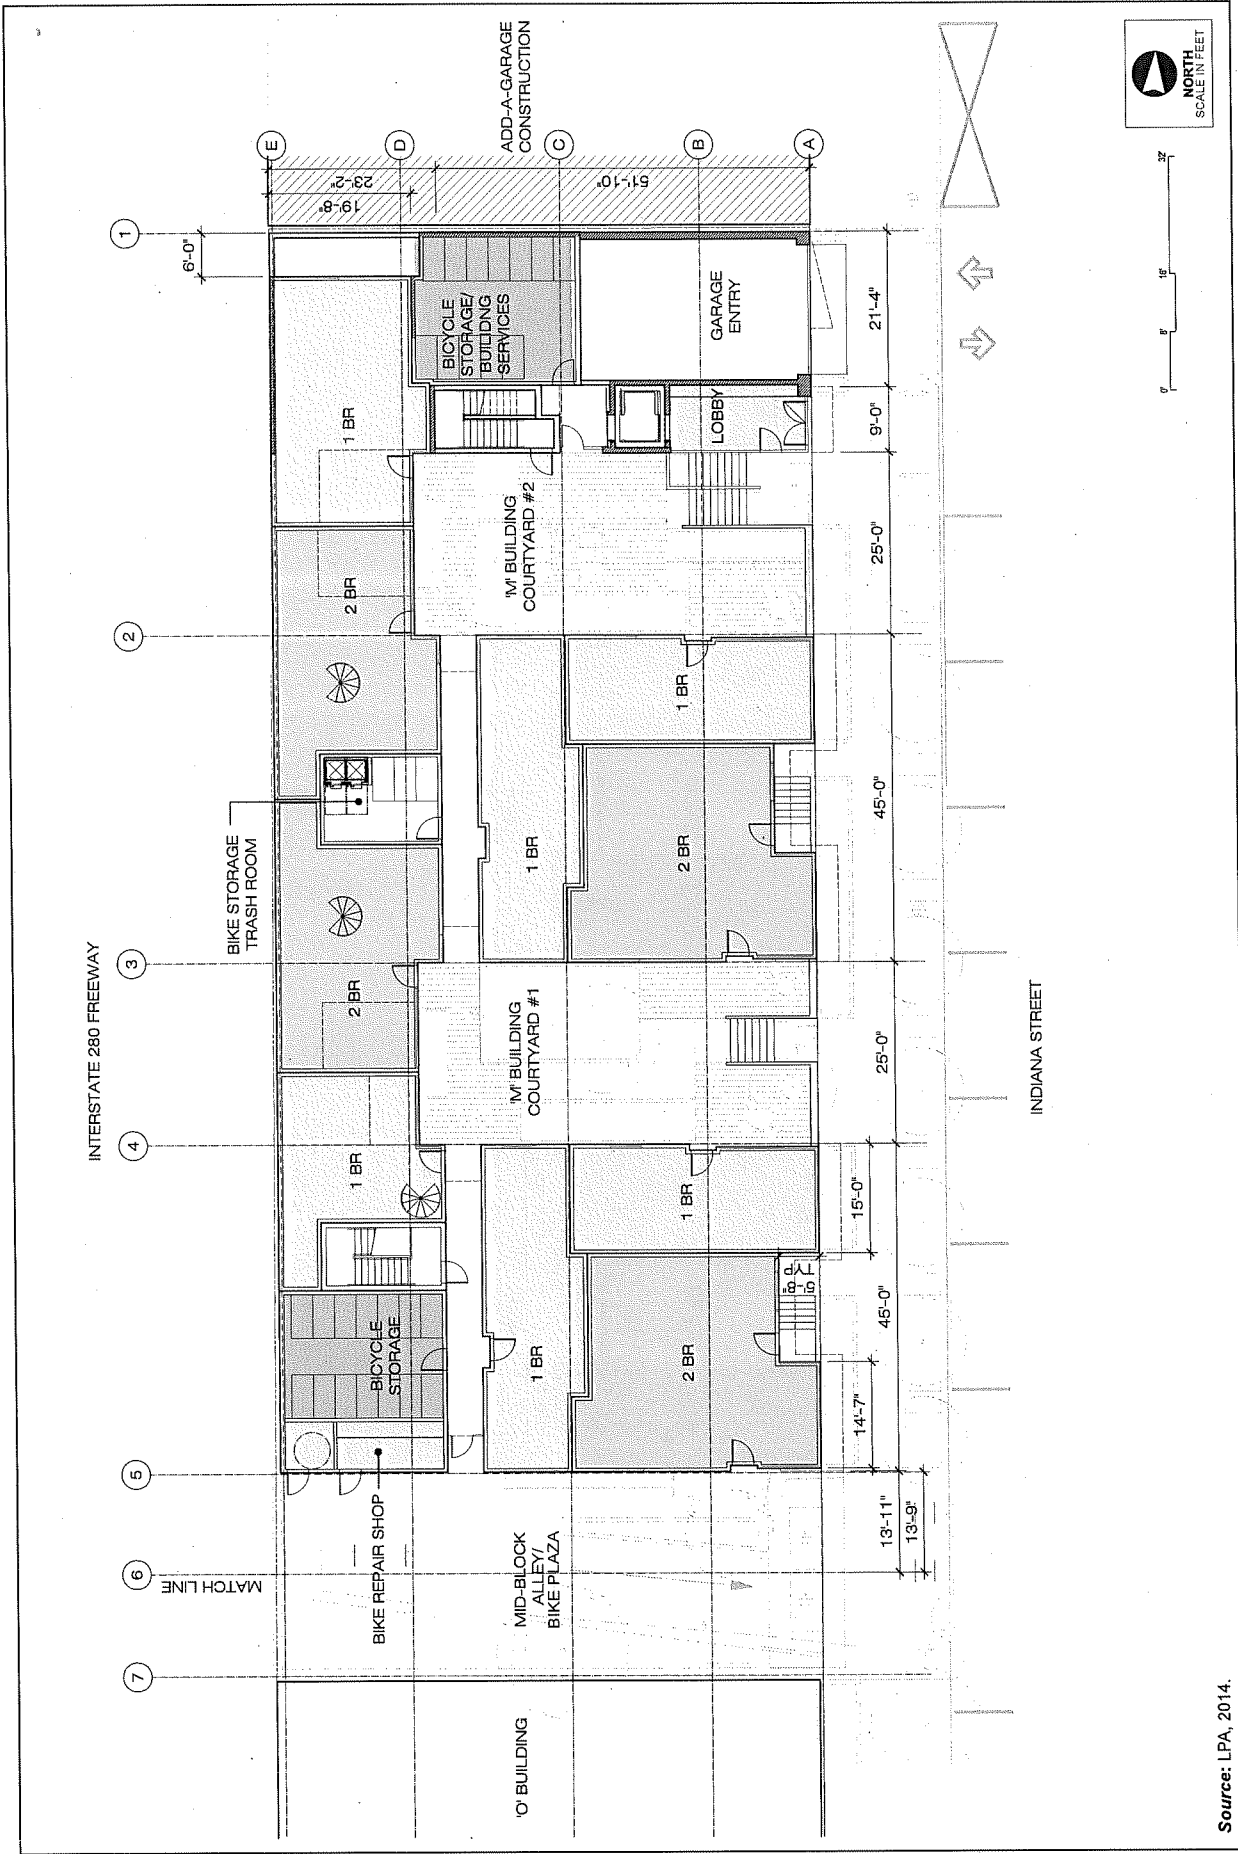 INTERSTATE 280 FREEWAY
INDIANA STREET
MATCH LINE
7
6
5
4
3
2
1
E
D
C
B
A
'O' BUILDING
MID-BLOCK
ALLEY/
BIKE PLAZA
BIKE REPAIR SHOP
BICYCLE
STORAGE
1 BR
1 BR
2 BR
1 BR
'M' BUILDING
COURTYARD #1
2 BR
BIKE STORAGE
TRASH ROOM
1 BR
2 BR
1 BR
2 BR
'M' BUILDING
COURTYARD #2
1 BR
BICYCLE
STORAGE/
BUILIDNG
SERVICES
LOBBY
GARAGE
ENTRY
ADD-A-GARAGE
CONSTRUCTION
6'-0"
19'-8"
23'-2"
51'-10"
13'-11"
13'-9"
14'-7"
5'-8"
TYP
45'-0"
15'-0"
25'-0"
45'-0"
25'-0"
9'-0"
21'-4"
0'
8'
16'
32'
NORTH
SCALE IN FEET
Source: LPA, 2014.